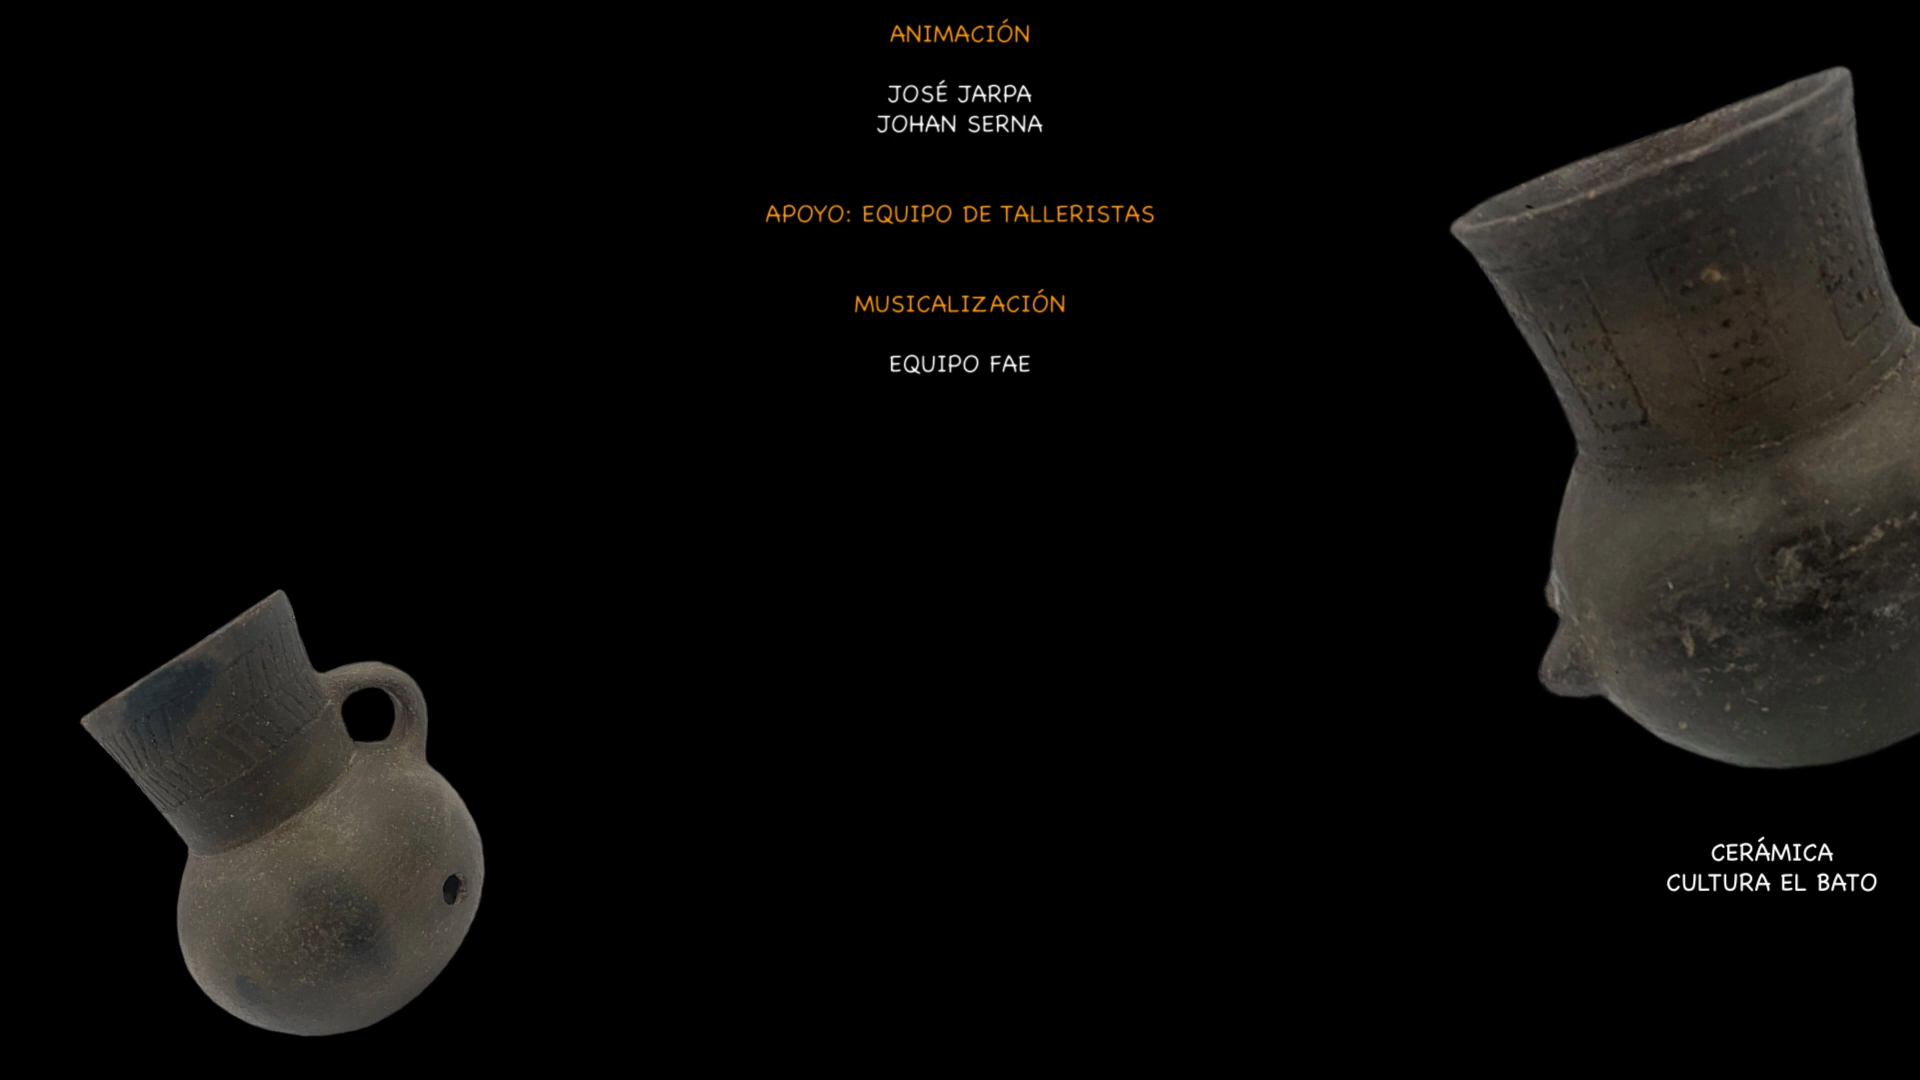 ANIMACIÓN
JOSÉ JARPA
JOHAN SERNA
APOYO: EQUIPO DE TALLERISTAS
MUSICALIZACIÓN
EQUIPO FAE
CERÁMICA
CULTURA EL BATO